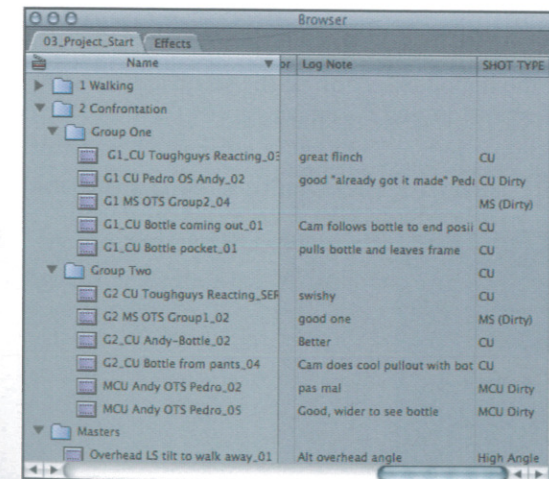 Browser
03_Project_Start Effects
Name or Log Note SHOT TYPE
1 Walking
2 Confrontation
Group One
G1_CU Toughguys Reacting_03 great flinch CU
G1 CU Pedro OS Andy_02 good "already got it made" Ped CU Dirty
G1 MS OTS Group2_04 MS (Dirty)
G1_CU Bottle coming out_01 Cam follows bottle to end posi CU
G1_CU Bottle pocket_01 pulls bottle and leaves frame CU
Group Two CU
G2 CU Toughguys Reacting_SER swishy CU
G2 MS OTS Group1_02 good one MS (Dirty)
G2_CU Andy-Bottle_02 Better CU
G2_CU Bottle from pants_04 Cam does cool pullout with bot CU
MCU Andy OTS Pedro_02 pas mal MCU Dirty
MCU Andy OTS Pedro_05 Good, wider to see bottle MCU Dirty
Masters
Overhead LS tilt to walk away_01 Alt overhead angle High Angle